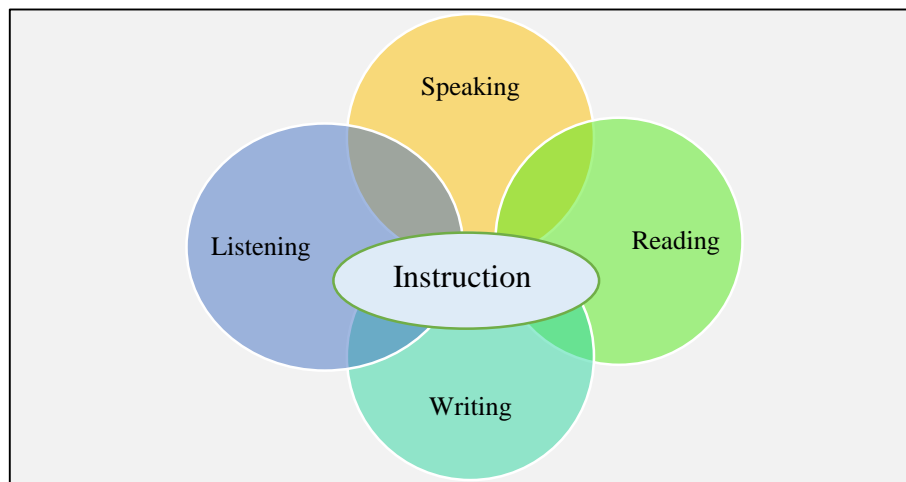 Speaking
Listening
Reading
Instruction
Writing